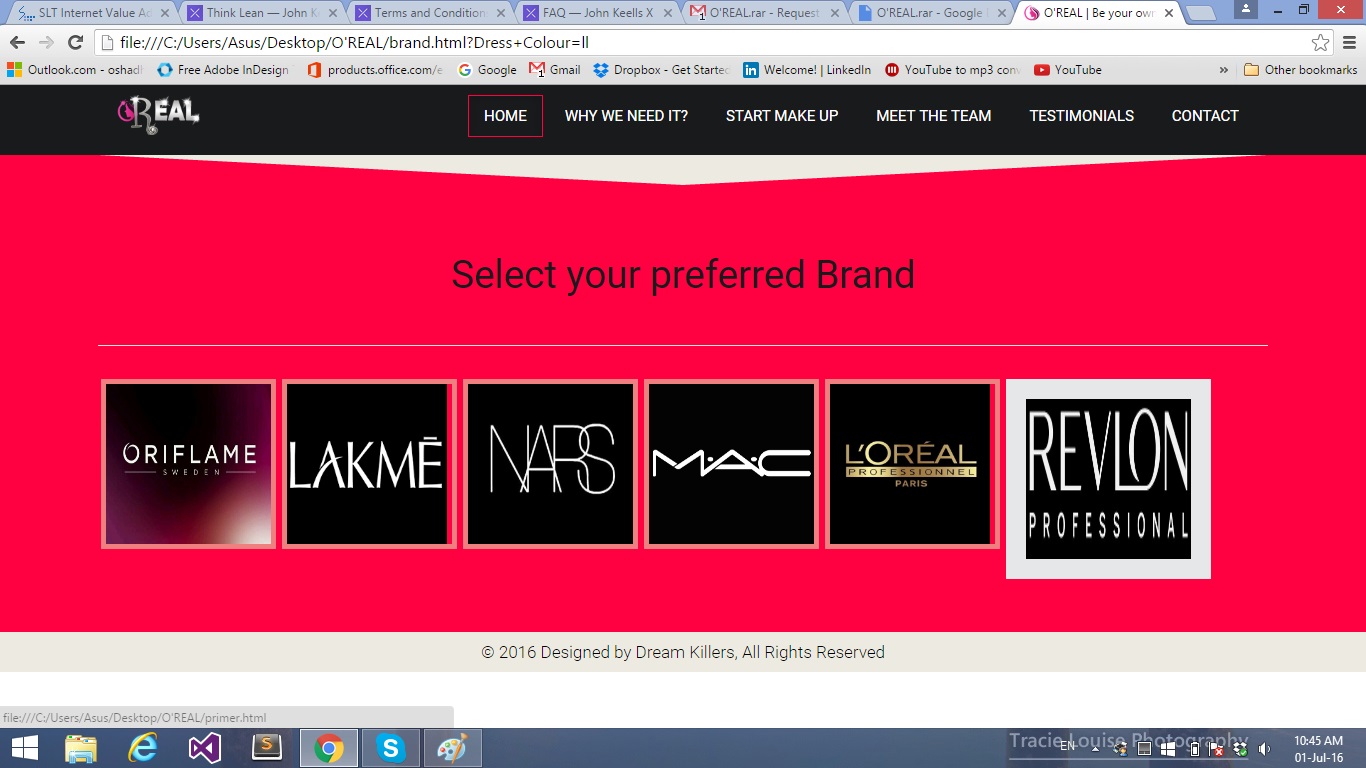 SLT Internet Value Ad
Think Lean — John K
Terms and Condition
FAQ — John Keells X
O'REAL.rar - Request
O'REAL.rar - Google
O'REAL | Be your own
file:///C:/Users/Asus/Desktop/O'REAL/brand.html?Dress+Colour=ll
Outlook.com - oshad
Free Adobe InDesign
products.office.com/e
Google
Gmail
Dropbox - Get Started
Welcome! | LinkedIn
YouTube to mp3 conv
YouTube
»
Other bookmarks
O'REAL
HOME
WHY WE NEED IT?
START MAKE UP
MEET THE TEAM
TESTIMONIALS
CONTACT
Select your preferred Brand
ORIFLAME
SWEDEN
LAKMĒ
NARS
M·A·C
L'ORÉAL
PROFESSIONNEL
PARIS
REVLON
PROFESSIONAL
© 2016 Designed by Dream Killers, All Rights Reserved
file:///C:/Users/Asus/Desktop/O'REAL/primer.html
Tracie Louise Photography
EN
10:45 AM
01-Jul-16